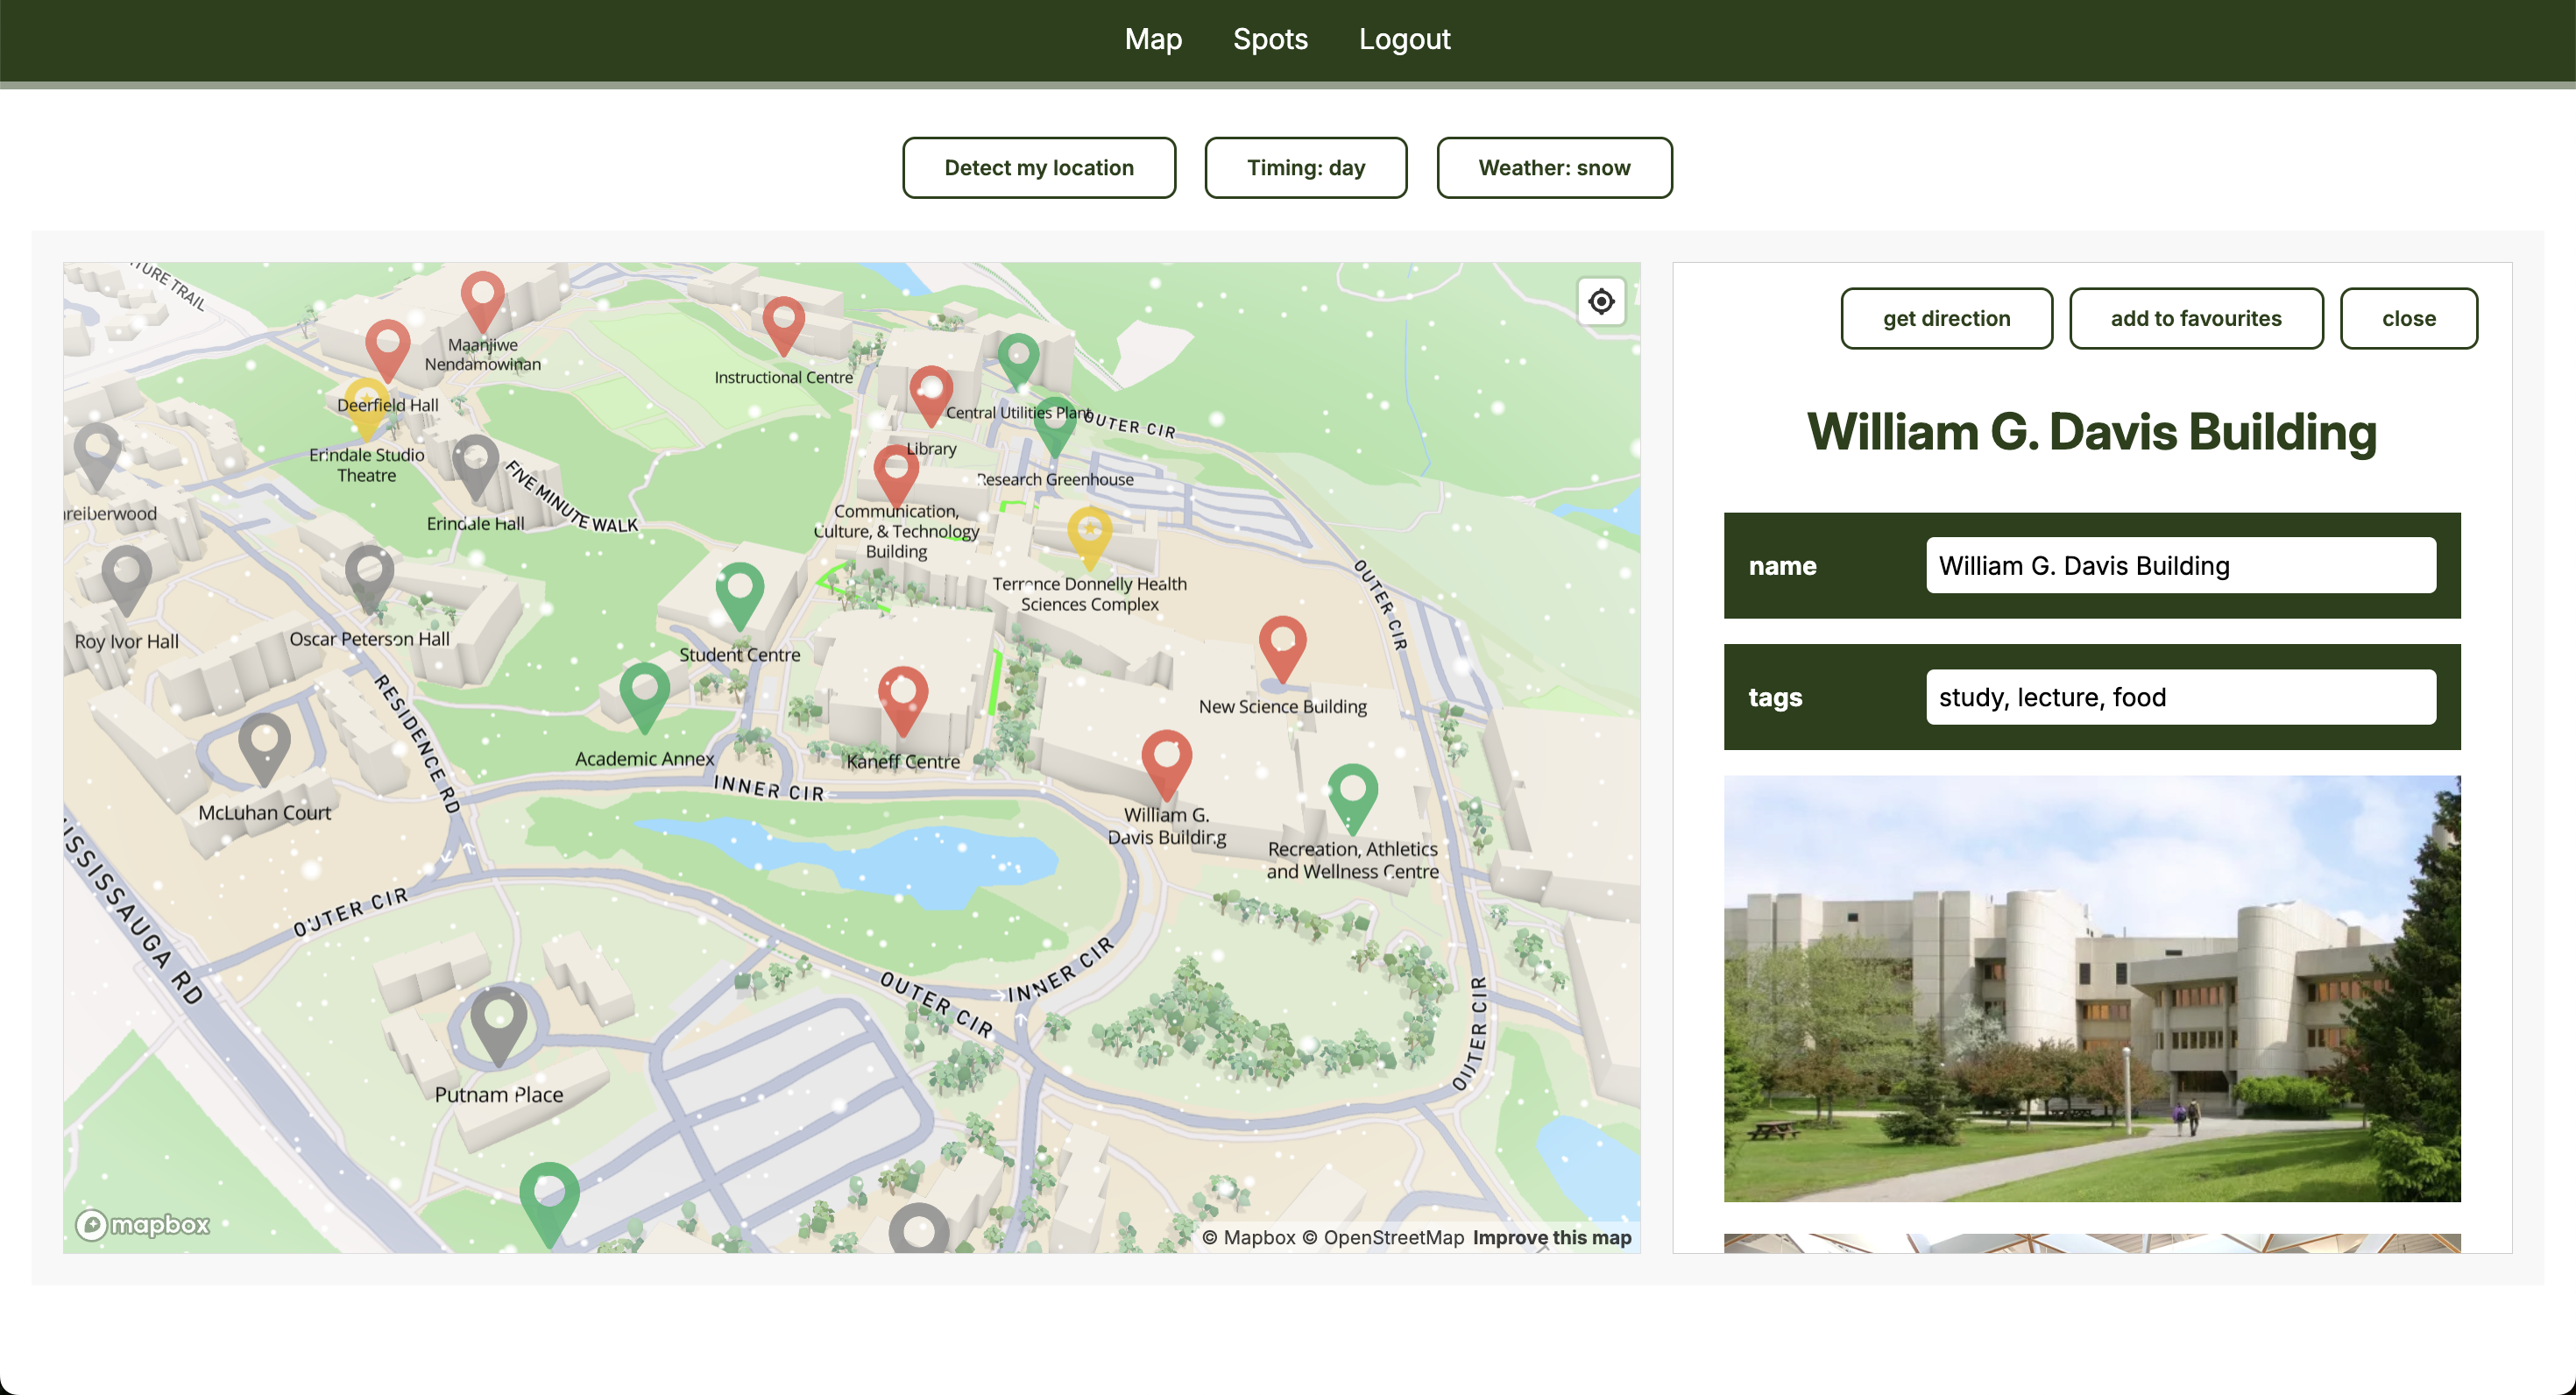 Map Spots Logout
Detect my location Timing: day Weather: snow
TURE TRAIL
Maanjiwe
Nendamowinan
Instructional Centre
Deerfield Hall
Central Utilities Plant
OUTER CIR
Library
Erindale Studio
Theatre
Research Greenhouse
FIVE MINUTE WALK
Erindale Hall
Communication,
Culture, & Technology
Building
reiberwood
Terrence Donnelly Health
Sciences Complex
OUTER CIR
Roy Ivor Hall
Oscar Peterson Hall
Student Centre
New Science Building
RESIDENCE RD
Academic Annex
Kaneff Centre
INNER CIR
McLuhan Court
William G.
Davis Building
Recreation, Athletics
and Wellness Centre
ISSISSAUGA RD
OUTER CIR
INNER CIR
OUTER CIR
OUTER CIR
Putnam Place
mapbox
© Mapbox © OpenStreetMap Improve this map
get direction add to favourites close
William G. Davis Building
name William G. Davis Building
tags study, lecture, food